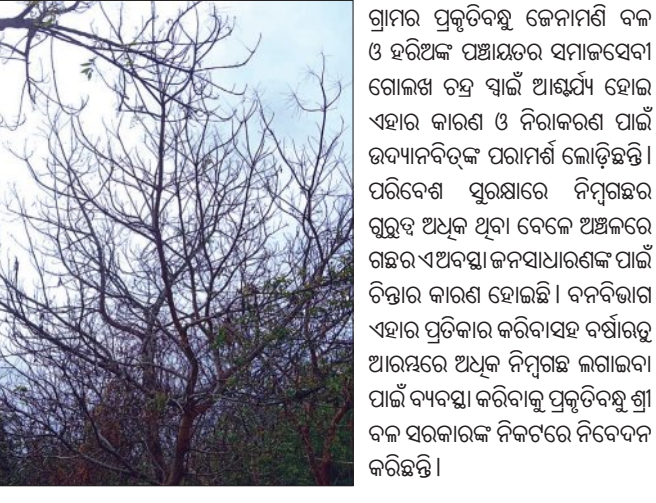 ଗ୍ରାମର ପ୍ରକୃତିବନ୍ଧୁ ଜେନାମଣି ବଳ
ଓ ହରିଅଙ୍କ ପଞ୍ଚାୟତର ସମାଜସେବୀ
ଗୋଲଖ ଚନ୍ଦ୍ର ସ୍ବାଇଁ ଆଶ୍ଚର୍ଯ୍ୟ ହୋଇ
ଏହାର କାରଣ ଓ ନିରାକରଣ ପାଇଁ
ଉଦ୍ୟାନବିତ୍‌ଙ୍କ ପରାମର୍ଶ ଲୋଡ଼ିଛନ୍ତି।
ପରିବେଶ ସୁରକ୍ଷାରେ ନିମ୍ବଗଛର
ଗୁରୁତ୍ୱ ଅଧିକ ଥିବା ବେଳେ ଅଞ୍ଚଳରେ
ଗଛର ଏ ଅବସ୍ଥା ଜନସାଧାରଣଙ୍କ ପାଇଁ
ଚିନ୍ତାର କାରଣ ହୋଇଛି। ବନବିଭାଗ
ଏହାର ପ୍ରତିକାର କରିବାସହ ବର୍ଷାଋତୁ
ଆରମ୍ଭରେ ଅଧିକ ନିମ୍ବଗଛ ଲଗାଇବା
ପାଇଁ ବ୍ୟବସ୍ଥା କରିବାକୁ ପ୍ରକୃତିବନ୍ଧୁ ଶ୍ରୀ
ବଳ ସରକାରଙ୍କ ନିକଟରେ ନିବେଦନ
କରିଛନ୍ତି।